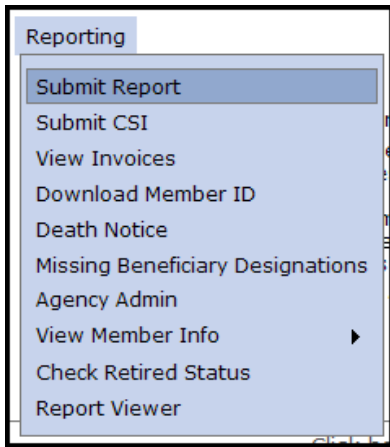 Reporting
Submit Report
Submit CSI
View Invoices
Download Member ID
Death Notice
Missing Beneficiary Designations
Agency Admin
View Member Info
Check Retired Status
Report Viewer